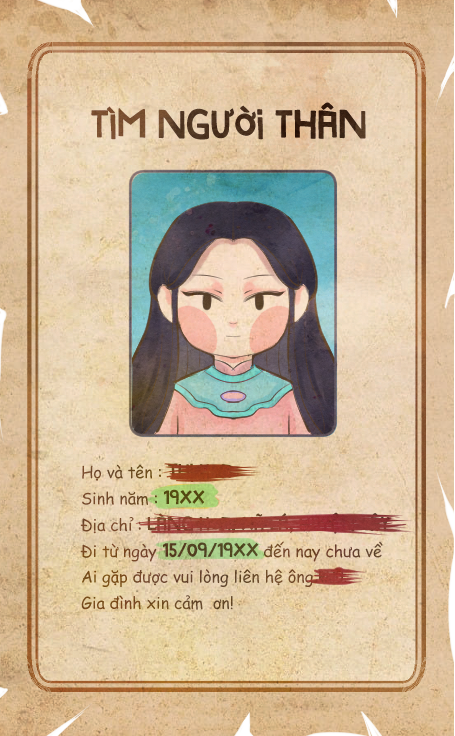 TÌM NGƯỜI THÂN
Họ và tên :
Sinh năm : 19XX
Địa chỉ :
Đi từ ngày 15/09/19XX đến nay chưa về
Ai gặp được vui lòng liên hệ ông
Gia đình xin cảm ơn!